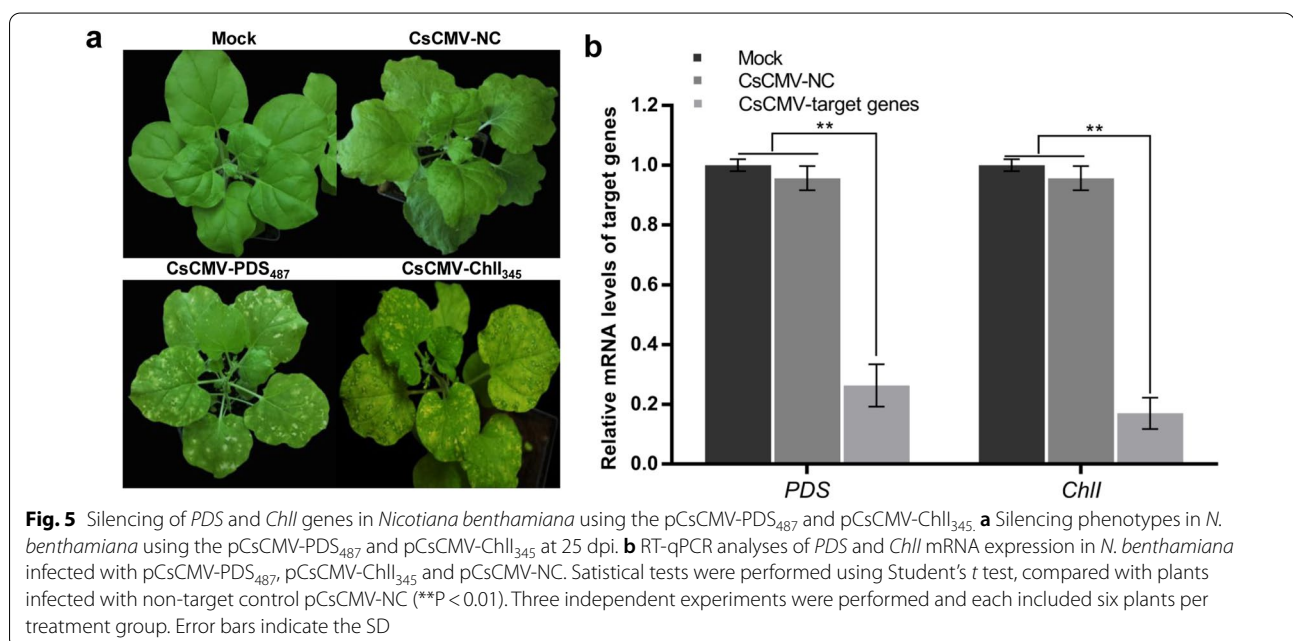 a
Mock
CsCMV-NC
CsCMV-PDS487
CsCMV-ChlI345
b
Mock
CsCMV-NC
CsCMV-target genes
Relative mRNA levels of target genes
1.2
1.0
0.8
0.6
0.4
0.2
0.0
**
**
PDS
ChlI
Fig. 5 Silencing of PDS and ChlI genes in Nicotiana benthamiana using the pCsCMV-PDS487 and pCsCMV-ChlI345. a Silencing phenotypes in N.
benthamiana using the pCsCMV-PDS487 and pCsCMV-ChlI345 at 25 dpi. b RT-qPCR analyses of PDS and ChlI mRNA expression in N. benthamiana
infected with pCsCMV-PDS487, pCsCMV-ChlI345 and pCsCMV-NC. Satistical tests were performed using Student's t test, compared with plants
infected with non-target control pCsCMV-NC (**P < 0.01). Three independent experiments were performed and each included six plants per
treatment group. Error bars indicate the SD